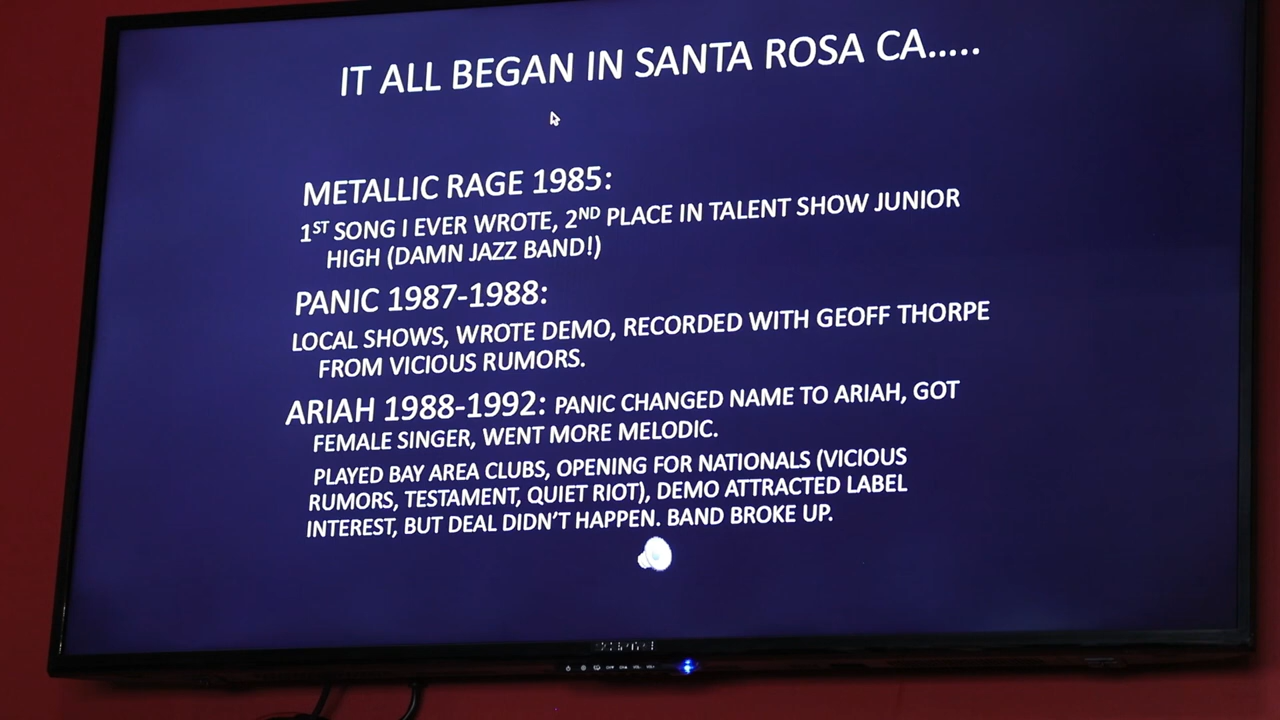 IT ALL BEGAN IN SANTA ROSA CA.....
METALLIC RAGE 1985:
1ST SONG I EVER WROTE, 2ND PLACE IN TALENT SHOW JUNIOR
HIGH (DAMN JAZZ BAND!)
PANIC 1987-1988:
LOCAL SHOWS, WROTE DEMO, RECORDED WITH GEOFF THORPE
FROM VICIOUS RUMORS.
ARIAH 1988-1992: PANIC CHANGED NAME TO ARIAH, GOT
FEMALE SINGER, WENT MORE MELODIC.
PLAYED BAY AREA CLUBS, OPENING FOR NATIONALS (VICIOUS
RUMORS, TESTAMENT, QUIET RIOT), DEMO ATTRACTED LABEL
INTEREST, BUT DEAL DIDN'T HAPPEN. BAND BROKE UP.